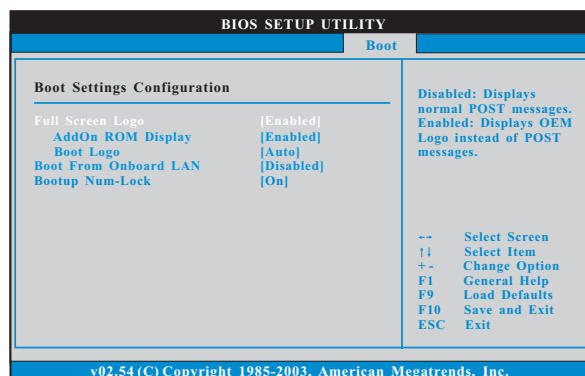 BIOS SETUP UTILITY
Boot
Boot Settings Configuration
Full Screen Logo [Enabled]
AddOn ROM Display [Enabled]
Boot Logo [Auto]
Boot From Onboard LAN [Disabled]
Bootup Num-Lock [On]
Disabled: Displays
normal POST messages.
Enabled: Displays OEM
Logo instead of POST
messages.
←→ Select Screen
↑↓ Select Item
+- Change Option
F1 General Help
F9 Load Defaults
F10 Save and Exit
ESC Exit
v02.54 (C) Copyright 1985-2003, American Megatrends, Inc.